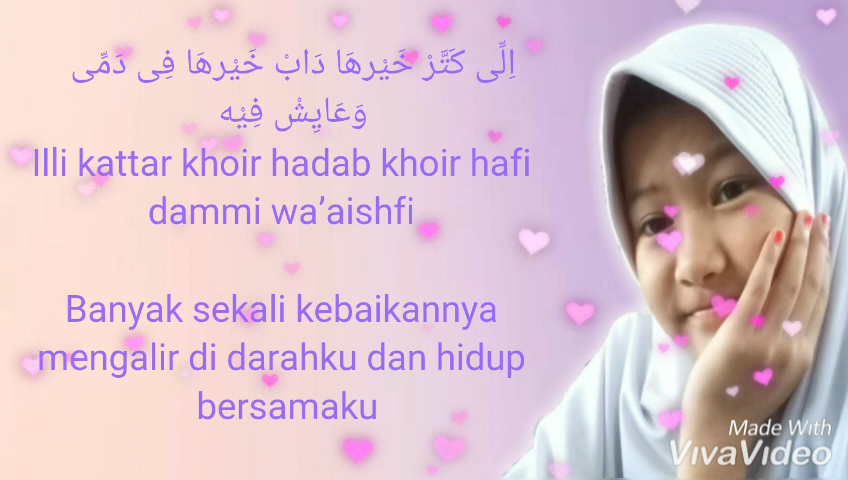 اِلِّى كَتَّرْ خَيْرهَا دَابْ خَيْرهَا فِى دَمِّى
وَعَايِشْ فِيْه
Illi kattar khoir hadab khoir hafi
dammi wa’aishfi
Banyak sekali kebaikannya
mengalir di darahku dan hidup
bersamaku
Made With
VivaVideo